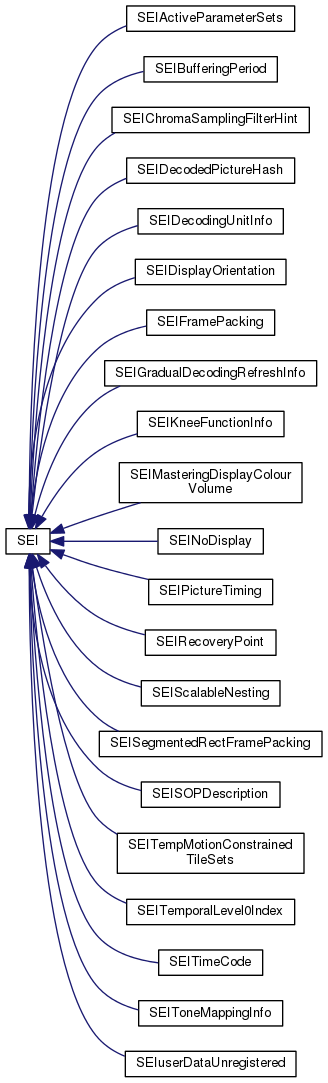 SEIActiveParameterSets
SEIBufferingPeriod
SEIChromaSamplingFilterHint
SEIDecodedPictureHash
SEIDecodingUnitInfo
SEIDisplayOrientation
SEIFramePacking
SEIGradualDecodingRefreshInfo
SEIKneeFunctionInfo
SEIMasteringDisplayColour
Volume
SEI
SEINoDisplay
SEIPictureTiming
SEIRecoveryPoint
SEIScalableNesting
SEISegmentedRectFramePacking
SEISOPDescription
SEITempMotionConstrained
TileSets
SEITemporalLevel0Index
SEITimeCode
SEIToneMappingInfo
SEIuserDataUnregistered